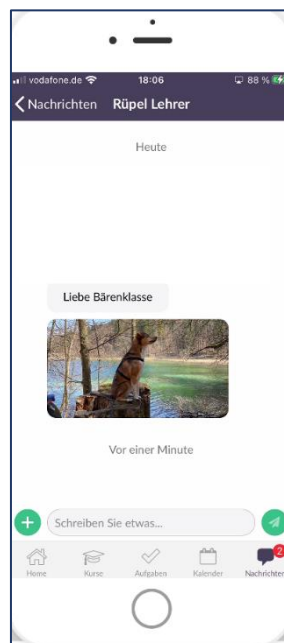 vodafone.de 18:06 88 %
Nachrichten Rüpel Lehrer
Heute
Liebe Bärenklasse
Vor einer Minute
Schreiben Sie etwas...
2
Home Kurse Aufgaben Kalender Nachrichten